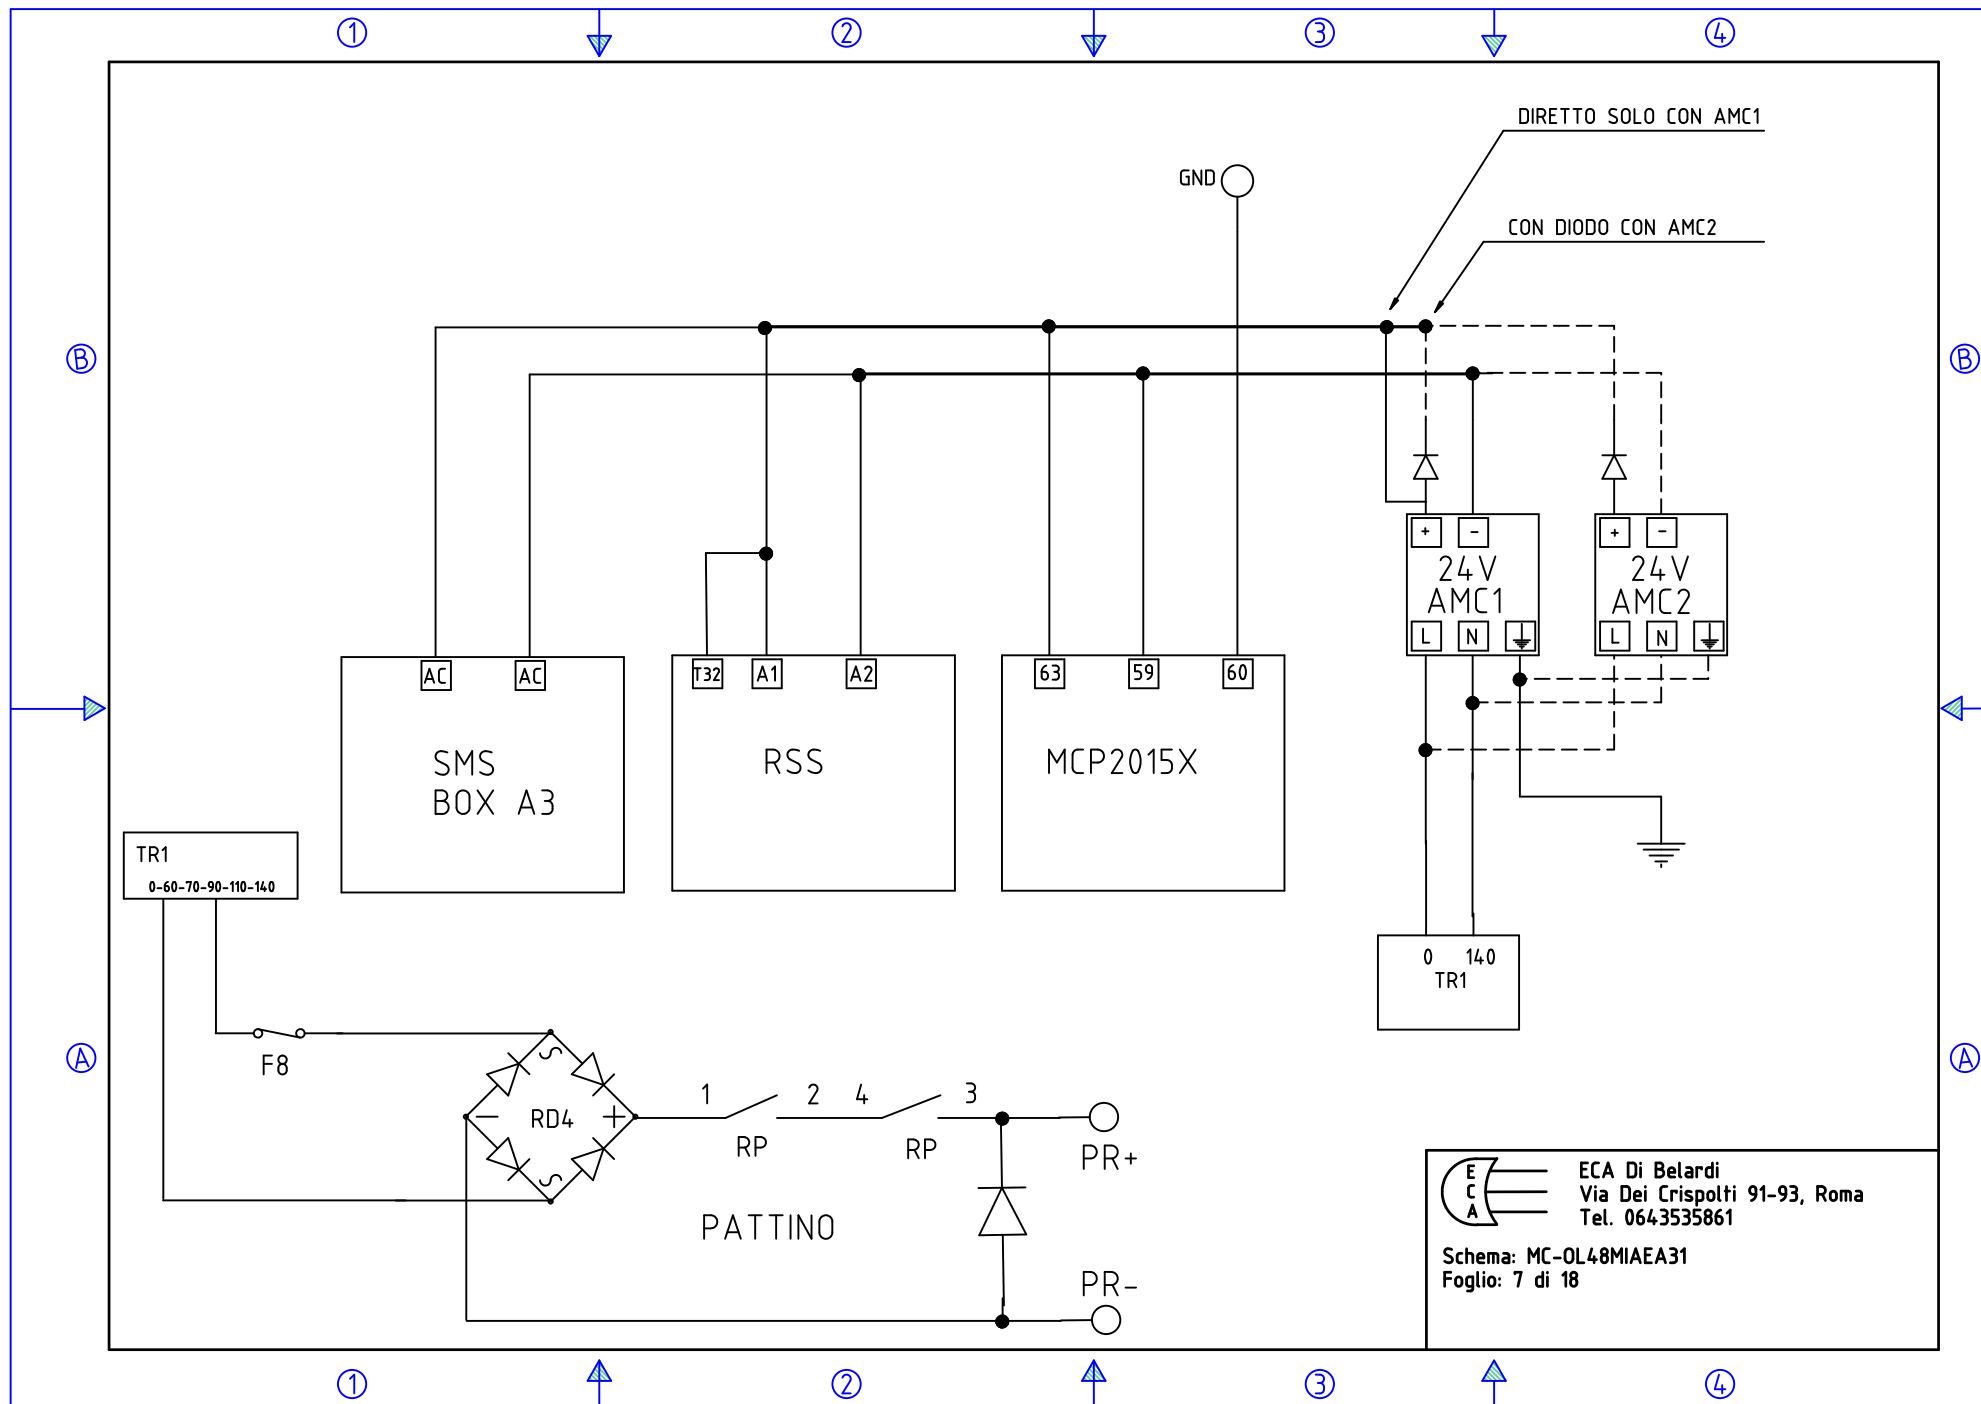 1 2 3 4
DIRETTO SOLO CON AMC1
GND
CON DIODO CON AMC2
B B
+ - + -
24V 24V
AMC1 AMC2
L N L N
AC AC T32 A1 A2 63 59 60
SMS
BOX A3
RSS
MCP2015X
TR1
0-60-70-90-110-140
0 140
TR1
F8
A A
1 2 4 3
S
- RD4 +
S
RP RP
PR+
PATTINO
PR-
E
C
A
ECA Di Belardi
Via Dei Crispolti 91-93, Roma
Tel. 0643535861
Schema: MC-OL48MIAEA31
Foglio: 7 di 18
1 2 3 4